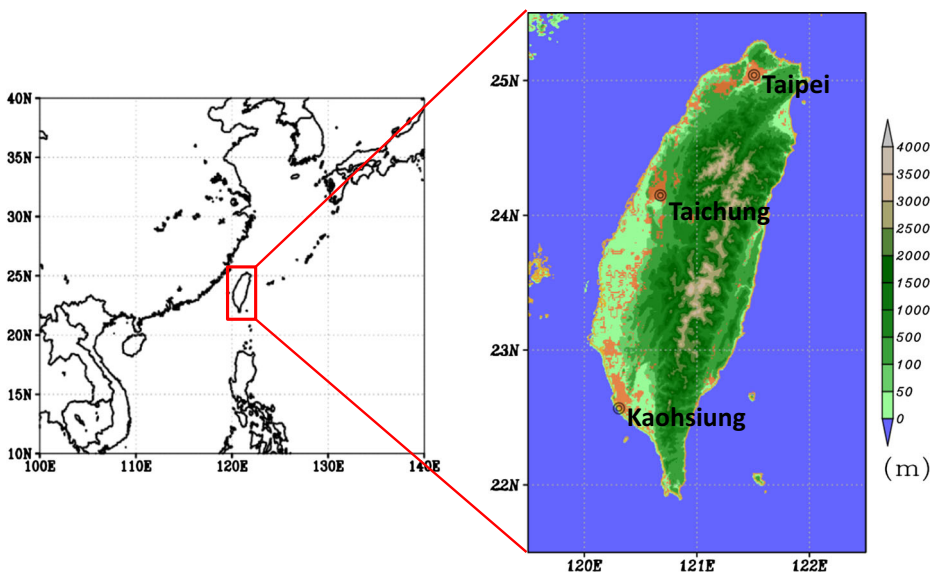 40N
35N
30N
25N
20N
15N
10N
100E
110E
120E
130E
140E
25N
24N
23N
22N
120E
121E
122E
Taipei
Taichung
Kaohsiung
4000
3500
3000
2500
2000
1500
1000
500
100
50
0
(m)